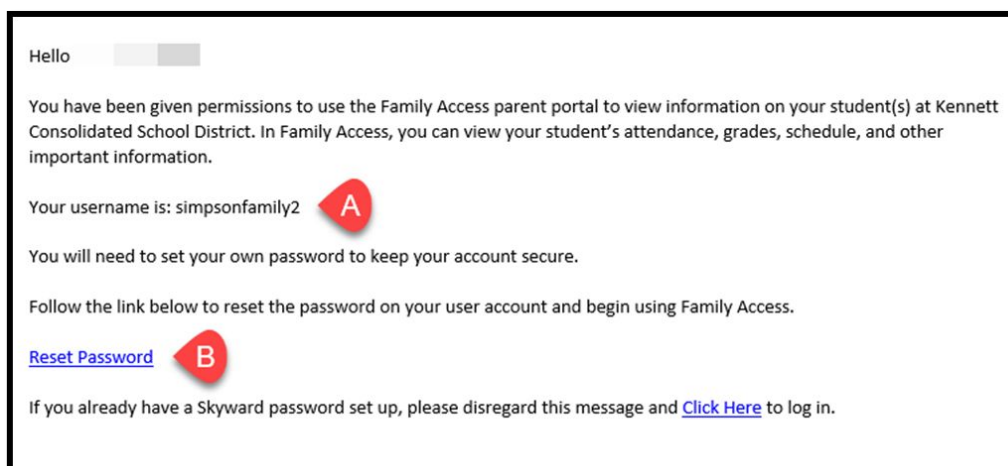 Hello
You have been given permissions to use the Family Access parent portal to view information on your student(s) at Kennett
Consolidated School District. In Family Access, you can view your student’s attendance, grades, schedule, and other
important information.
Your username is: simpsonfamily2 A
You will need to set your own password to keep your account secure.
Follow the link below to reset the password on your user account and begin using Family Access.
Reset Password B
If you already have a Skyward password set up, please disregard this message and Click Here to log in.